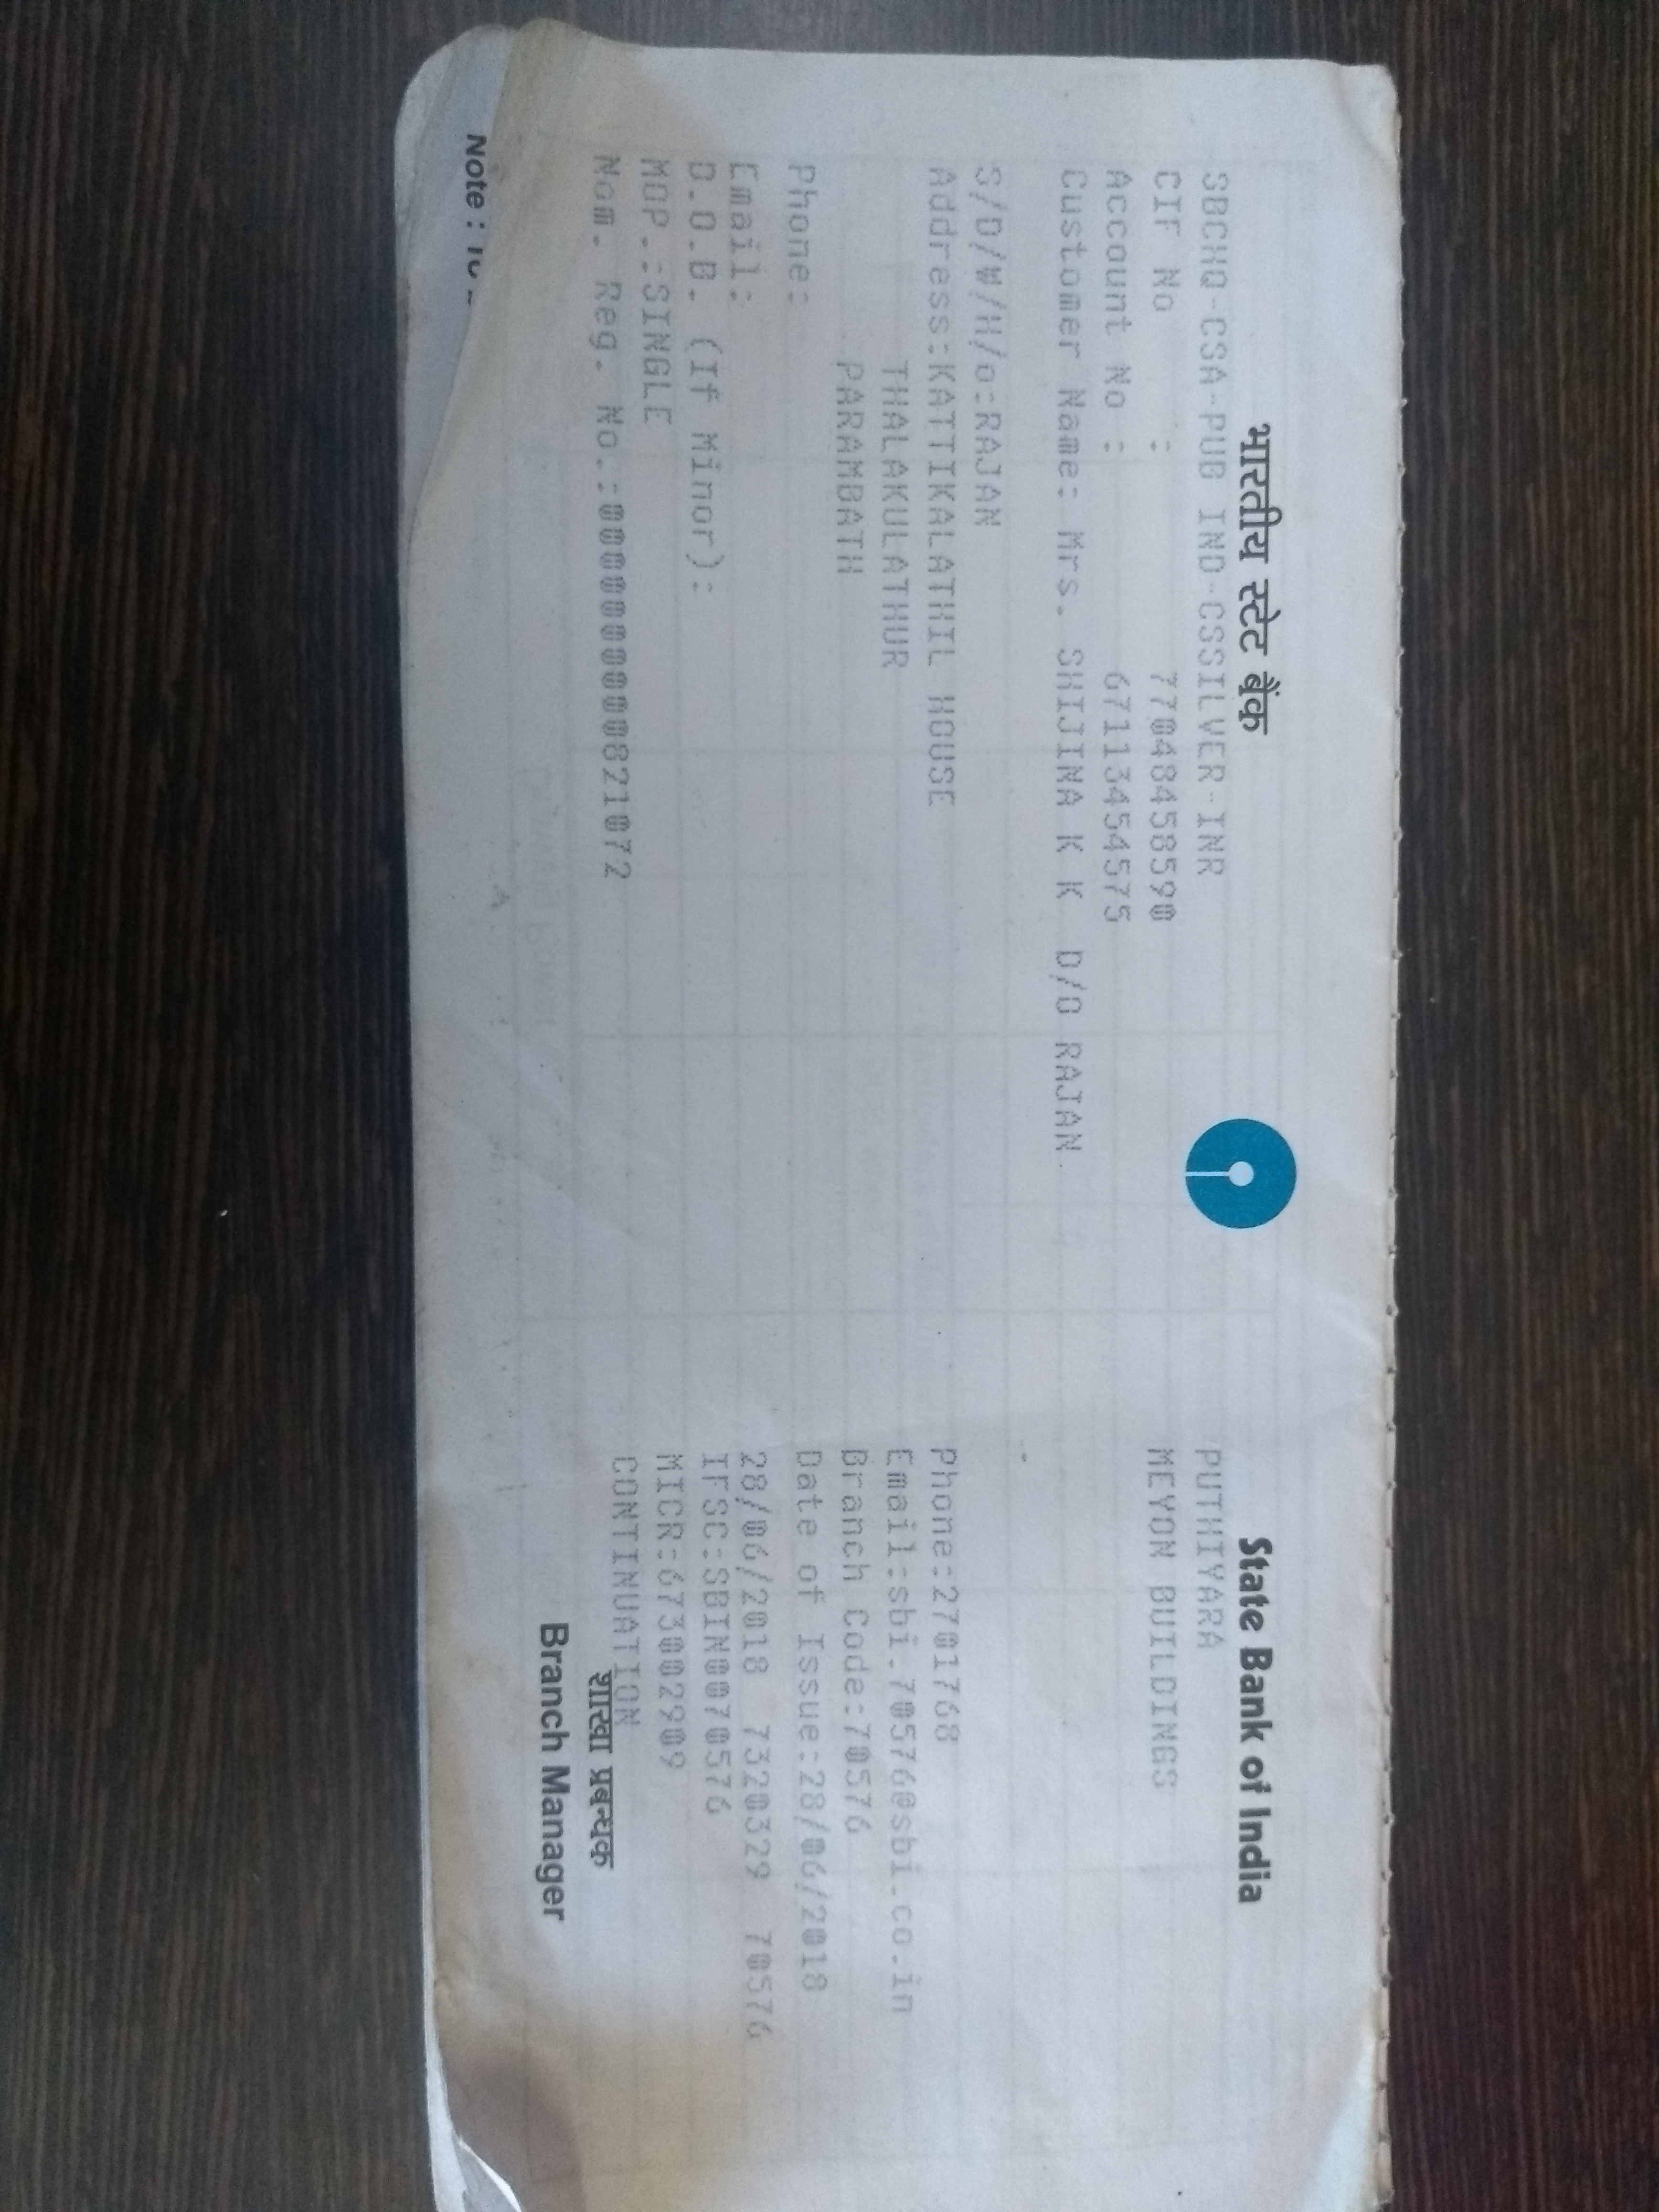 भारतीय स्टेट बैंक
State Bank of India
SBCHQ-CSA-PUB IND-CSSILVER-INR
CIF No : 77048458590
Account No : 67113454575
Customer Name: Mrs. SHIJINA K K D/O RAJAN
S/D/W/H/o:RAJAN
Address:KATTIKALATHIL HOUSE
THALAKULATHUR
PARAMBATH
Phone:
Email:
D.O.B. (If Minor):
MOP.:SINGLE
Nom. Reg. No.:
PUTHIYARA
MEYON BUILDINGS
Phone:2701768
Email:sbi.70576@sbi.co.in
Branch Code:70576
Date of Issue:28/06/2018
28/06/2018 7320329 70576
IFSC:SBIN0070576
MICR:673002909
CONTINUATION
शाखा प्रबन्धक
Branch Manager
Note :